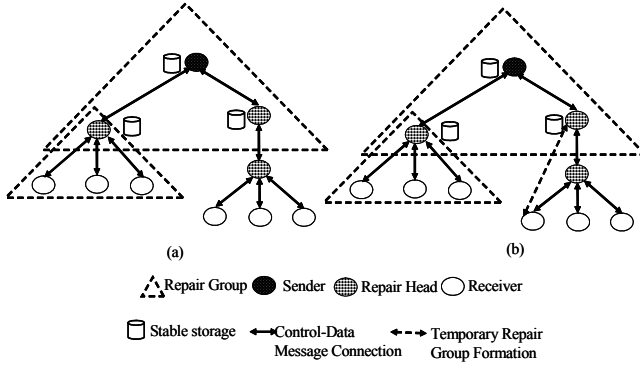 (a)
(b)
Repair Group
Sender
Repair Head
Receiver
Stable storage
Control-Data
Message Connection
Temporary Repair
Group Formation